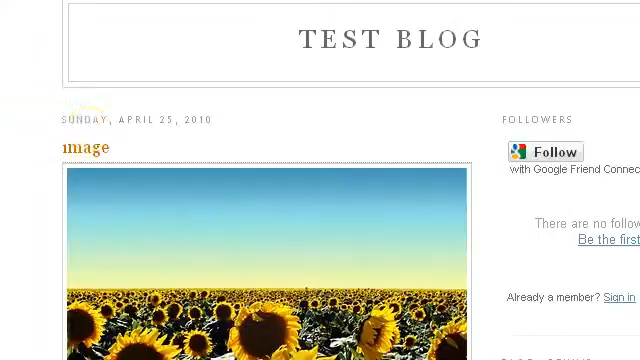 TEST BLOG
SUNDAY, APRIL 25, 2010
image
FOLLOWERS
Follow
with Google Friend Connec
There are no follow
Be the first
Already a member? Sign in